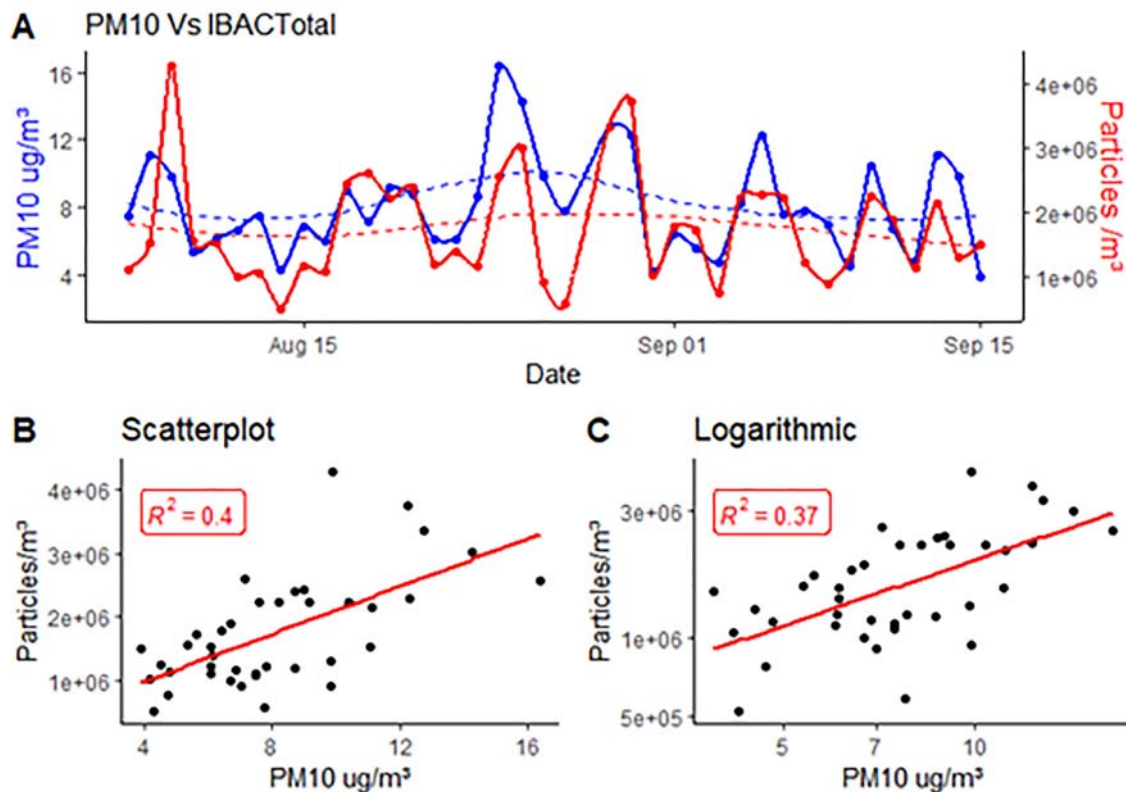 A PM10 Vs IBACTotal
16
12
8
4
PM10 ug/m³
4e+06
3e+06
2e+06
1e+06
Particles /m³
Aug 15 Sep 01 Sep 15
Date
B Scatterplot
R² = 0.4
4e+06
3e+06
2e+06
1e+06
Particles/m³
4 8 12 16
PM10 ug/m³
C Logarithmic
R² = 0.37
3e+06
1e+06
5e+05
Particles/m³
5 7 10
PM10 ug/m³